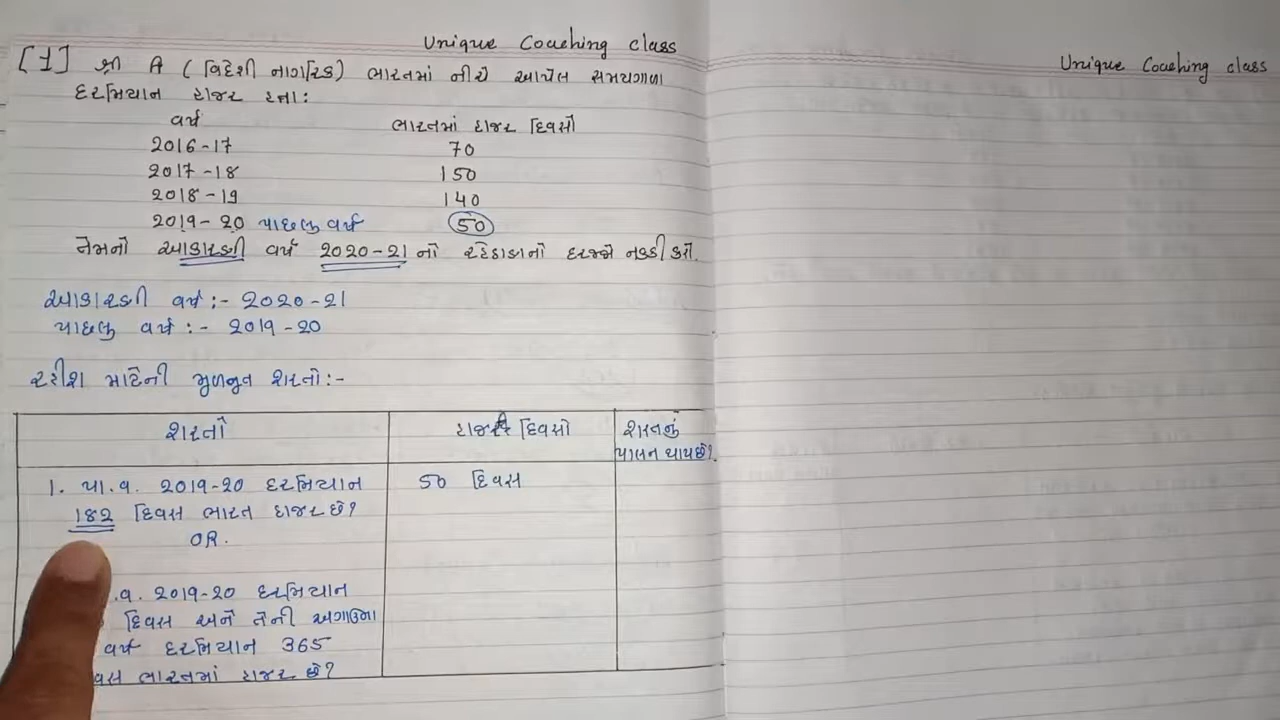 Unique Coaching class
[1] શ્રી A ( વિદેશી નાગરિક) ભારતમાં નીચે આપેલ સમયગાળા
દરમિયાન હાજર હતા:
વર્ષ ભારતમાં હાજર દિવસો
2016-17 70
2017-18 150
2018-19 140
2019-20 પાછલુ વર્ષ 50
તેમનો આકારણી વર્ષ 2020-21 નો રહેઠાણનો દરજ્જો નક્કી કરો.
આકારણી વર્ષ :- 2020-21
પાછલુ વર્ષ :- 2019-20
રહીશ માટેની મુળભુત શરતો:-
શરતો હાજર દિવસો શરતનું
પાલન થાય છે?
1. પા.વ. 2019-20 દરમિયાન 50 દિવસ
182 દિવસ ભારત હાજર છે?
OR.
.વ. 2019-20 દરમિયાન
દિવસ અને તેની અગાઉના
વર્ષ દરમિયાન 365
વસ ભારતમાં હાજર છે?
Unique Coaching class